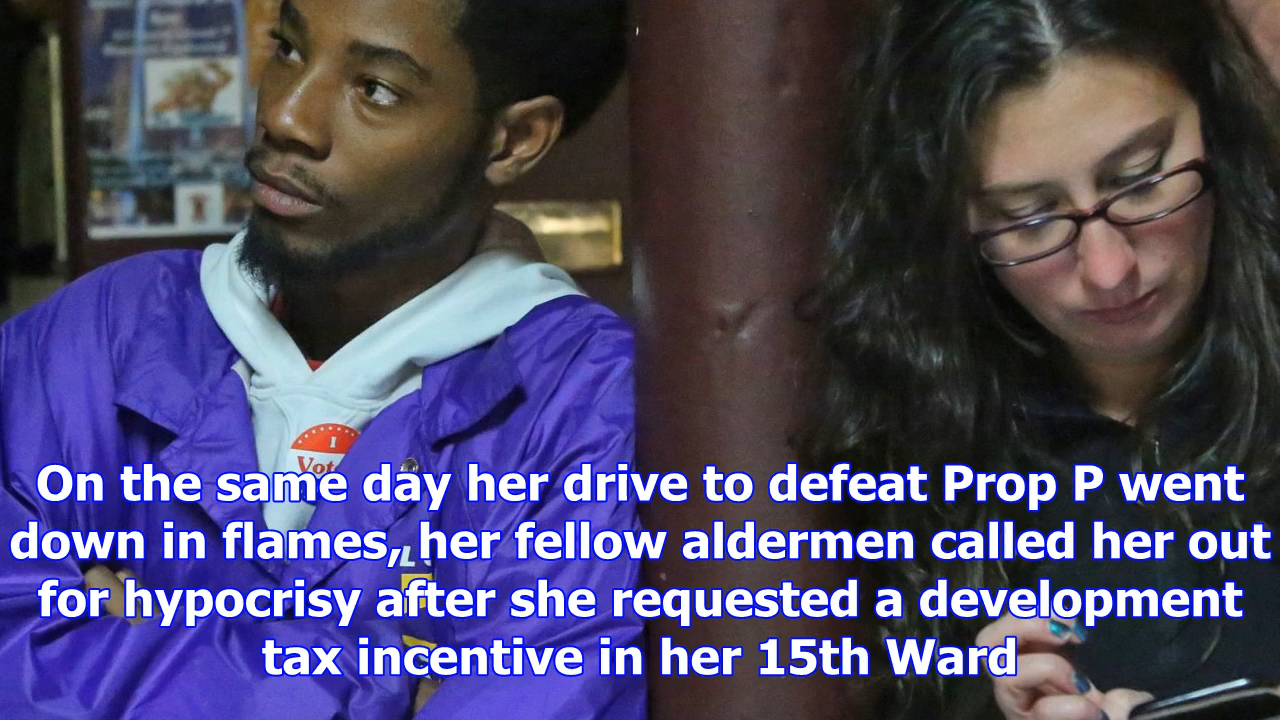 I
Vot
On the same day her drive to defeat Prop P went
down in flames, her fellow aldermen called her out
for hypocrisy after she requested a development
tax incentive in her 15th Ward